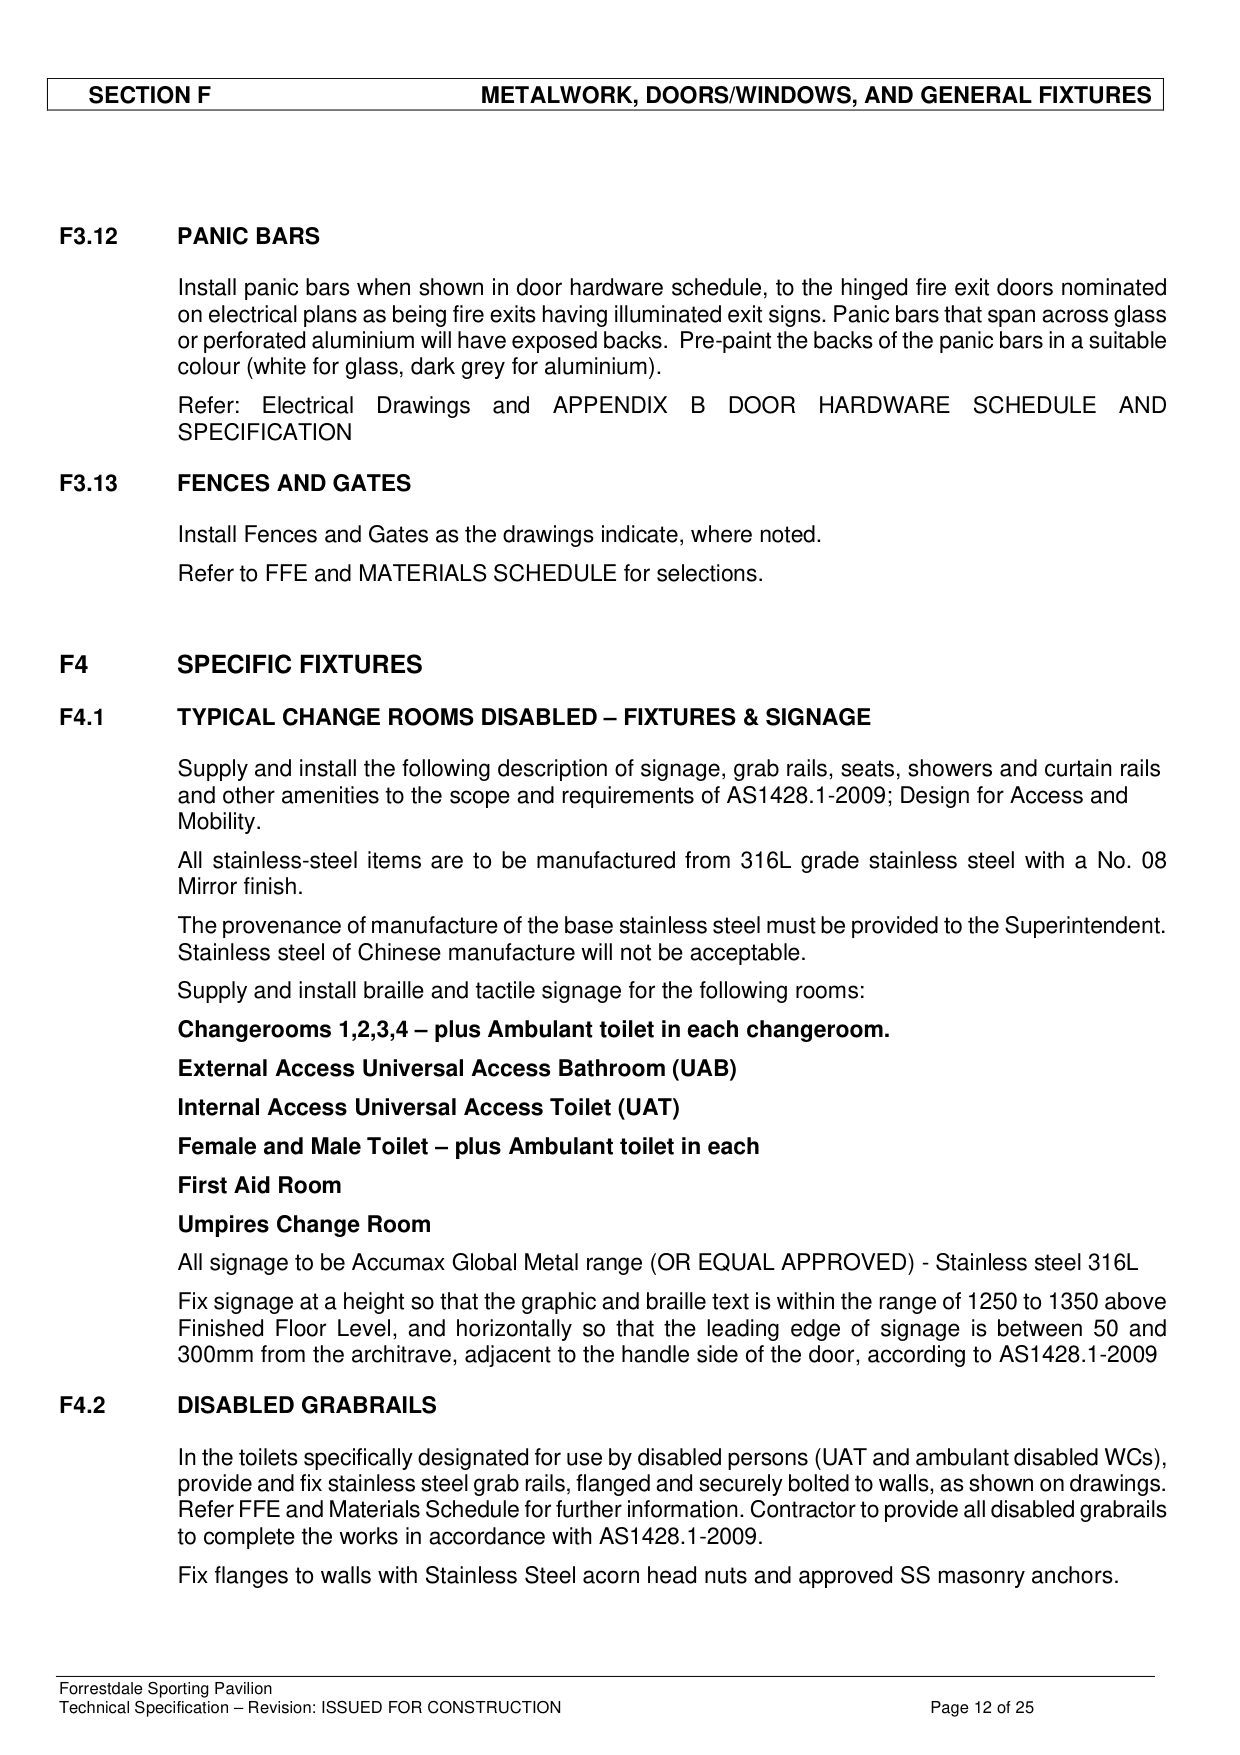 SECTION F METALWORK, DOORS/WINDOWS, AND GENERAL FIXTURES
F3.12 PANIC BARS
Install panic bars when shown in door hardware schedule, to the hinged fire exit doors nominated
on electrical plans as being fire exits having illuminated exit signs. Panic bars that span across glass
or perforated aluminium will have exposed backs. Pre-paint the backs of the panic bars in a suitable
colour (white for glass, dark grey for aluminium).
Refer: Electrical Drawings and APPENDIX B DOOR HARDWARE SCHEDULE AND
SPECIFICATION
F3.13 FENCES AND GATES
Install Fences and Gates as the drawings indicate, where noted.
Refer to FFE and MATERIALS SCHEDULE for selections.
F4 SPECIFIC FIXTURES
F4.1 TYPICAL CHANGE ROOMS DISABLED – FIXTURES & SIGNAGE
Supply and install the following description of signage, grab rails, seats, showers and curtain rails
and other amenities to the scope and requirements of AS1428.1-2009; Design for Access and
Mobility.
All stainless-steel items are to be manufactured from 316L grade stainless steel with a No. 08
Mirror finish.
The provenance of manufacture of the base stainless steel must be provided to the Superintendent.
Stainless steel of Chinese manufacture will not be acceptable.
Supply and install braille and tactile signage for the following rooms:
Changerooms 1,2,3,4 – plus Ambulant toilet in each changeroom.
External Access Universal Access Bathroom (UAB)
Internal Access Universal Access Toilet (UAT)
Female and Male Toilet – plus Ambulant toilet in each
First Aid Room
Umpires Change Room
All signage to be Accumax Global Metal range (OR EQUAL APPROVED) - Stainless steel 316L
Fix signage at a height so that the graphic and braille text is within the range of 1250 to 1350 above
Finished Floor Level, and horizontally so that the leading edge of signage is between 50 and
300mm from the architrave, adjacent to the handle side of the door, according to AS1428.1-2009
F4.2 DISABLED GRABRAILS
In the toilets specifically designated for use by disabled persons (UAT and ambulant disabled WCs),
provide and fix stainless steel grab rails, flanged and securely bolted to walls, as shown on drawings.
Refer FFE and Materials Schedule for further information. Contractor to provide all disabled grabrails
to complete the works in accordance with AS1428.1-2009.
Fix flanges to walls with Stainless Steel acorn head nuts and approved SS masonry anchors.
Forrestdale Sporting Pavilion
Technical Specification – Revision: ISSUED FOR CONSTRUCTION Page 12 of 25